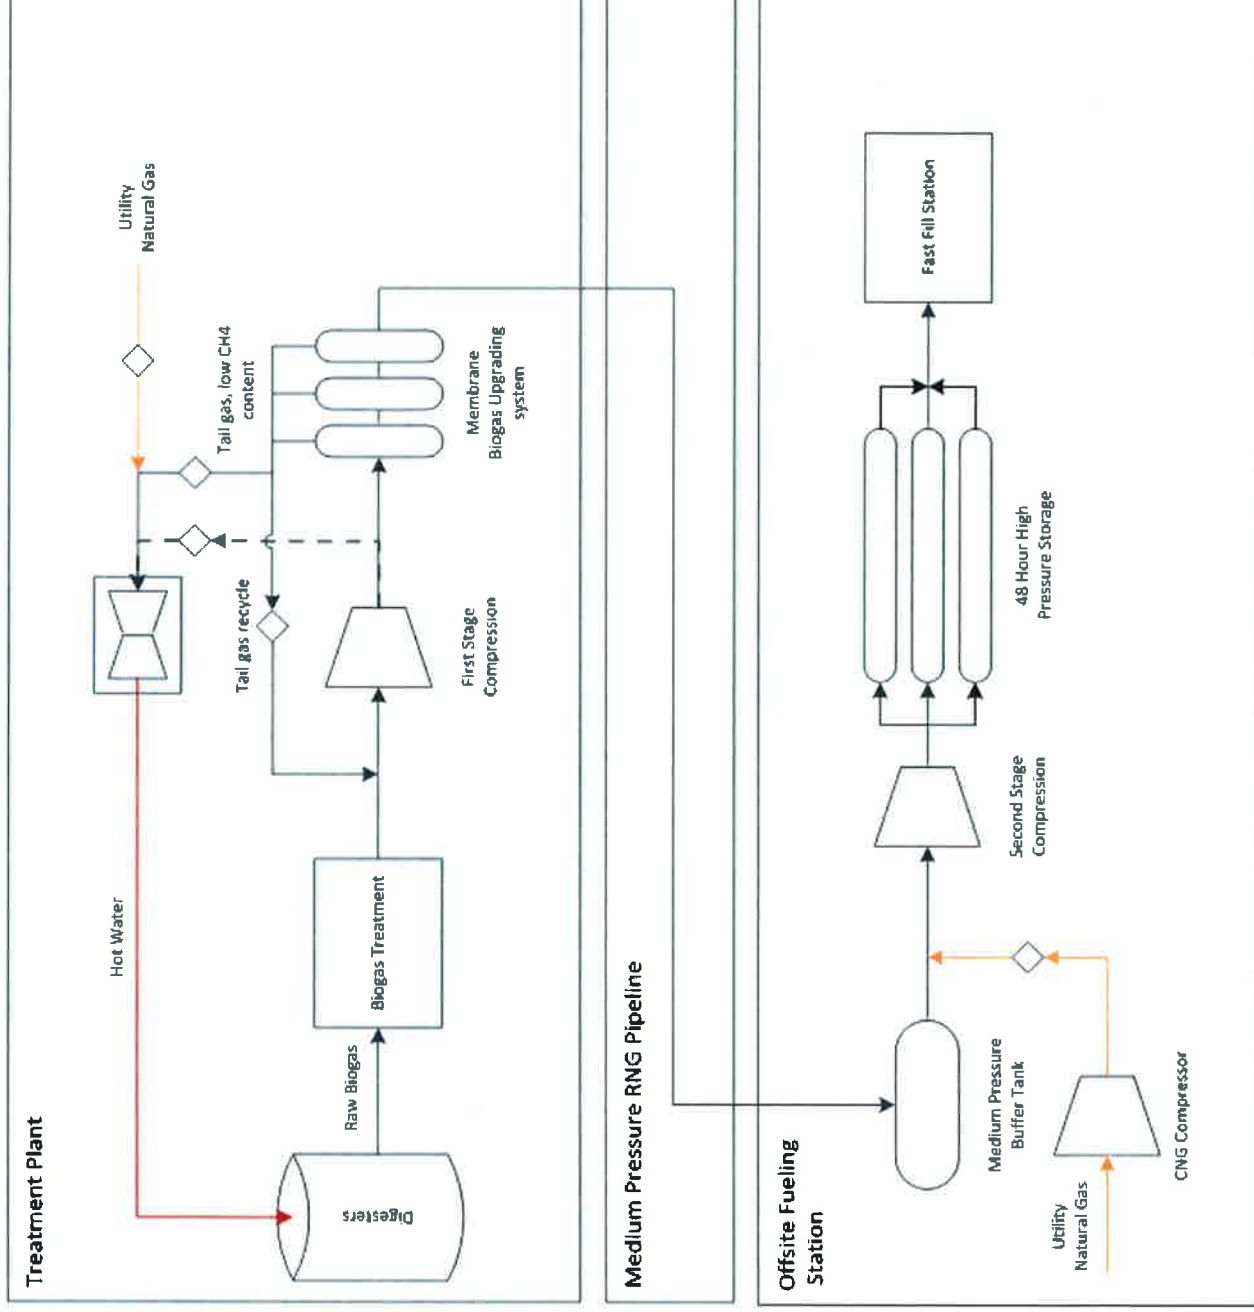 Treatment Plant
Utility
Natural Gas
Hot Water
Tail gas, low CH4
content
Tail gas recycle
Digesters
Raw Biogas
Biogas Treatment
First Stage
Compression
Membrane
Biogas Upgrading
system
Medium Pressure RNG Pipeline
Offsite Fueling
Station
Medium Pressure
Buffer Tank
Second Stage
Compression
48 Hour High
Pressure Storage
Fast Fill Station
Utility
Natural Gas
CNG Compressor